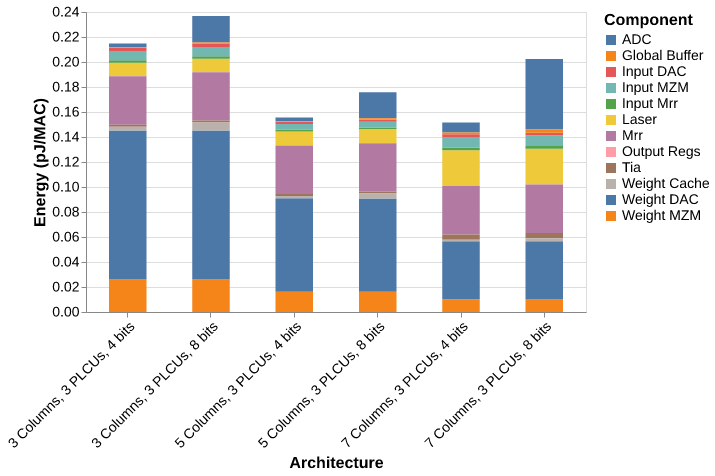 0.24
0.22
0.20
0.18
0.16
0.14
0.12
0.10
0.08
0.06
0.04
0.02
0.00
Energy (pJ/MAC)
3 Columns, 3 PLCUs, 4 bits
3 Columns, 3 PLCUs, 8 bits
5 Columns, 3 PLCUs, 4 bits
5 Columns, 3 PLCUs, 8 bits
7 Columns, 3 PLCUs, 4 bits
7 Columns, 3 PLCUs, 8 bits
Architecture
Component
ADC
Global Buffer
Input DAC
Input MZM
Input Mrr
Laser
Mrr
Output Regs
Tia
Weight Cache
Weight DAC
Weight MZM